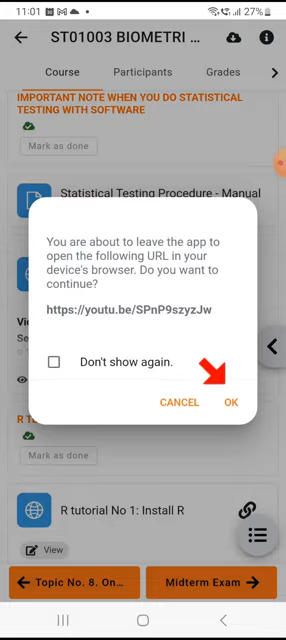 11:01
27%
ST01003 BIOMETRI ...
Course
Participants
Grades
IMPORTANT NOTE WHEN YOU DO STATISTICAL
TESTING WITH SOFTWARE
Mark as done
Statistical Testing Procedure - Manual
You are about to leave the app to
open the following URL in your
device's browser. Do you want to
continue?
https://youtu.be/SPnP9szyzJw
Don't show again.
CANCEL
OK
Mark as done
R tutorial No 1: Install R
View
Topic No. 8. On...
Midterm Exam